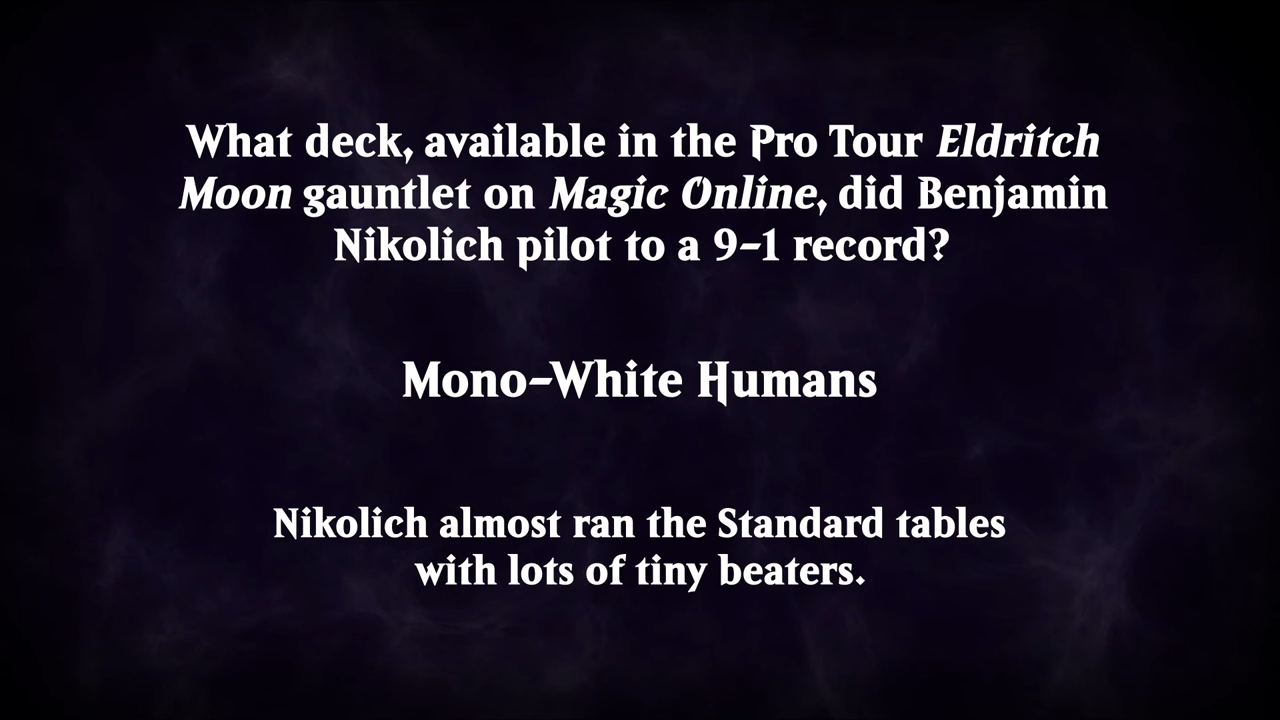 What deck, available in the Pro Tour Eldritch
Moon gauntlet on Magic Online, did Benjamin
Nikolich pilot to a 9-1 record?
Mono-White Humans
Nikolich almost ran the Standard tables
with lots of tiny beaters.